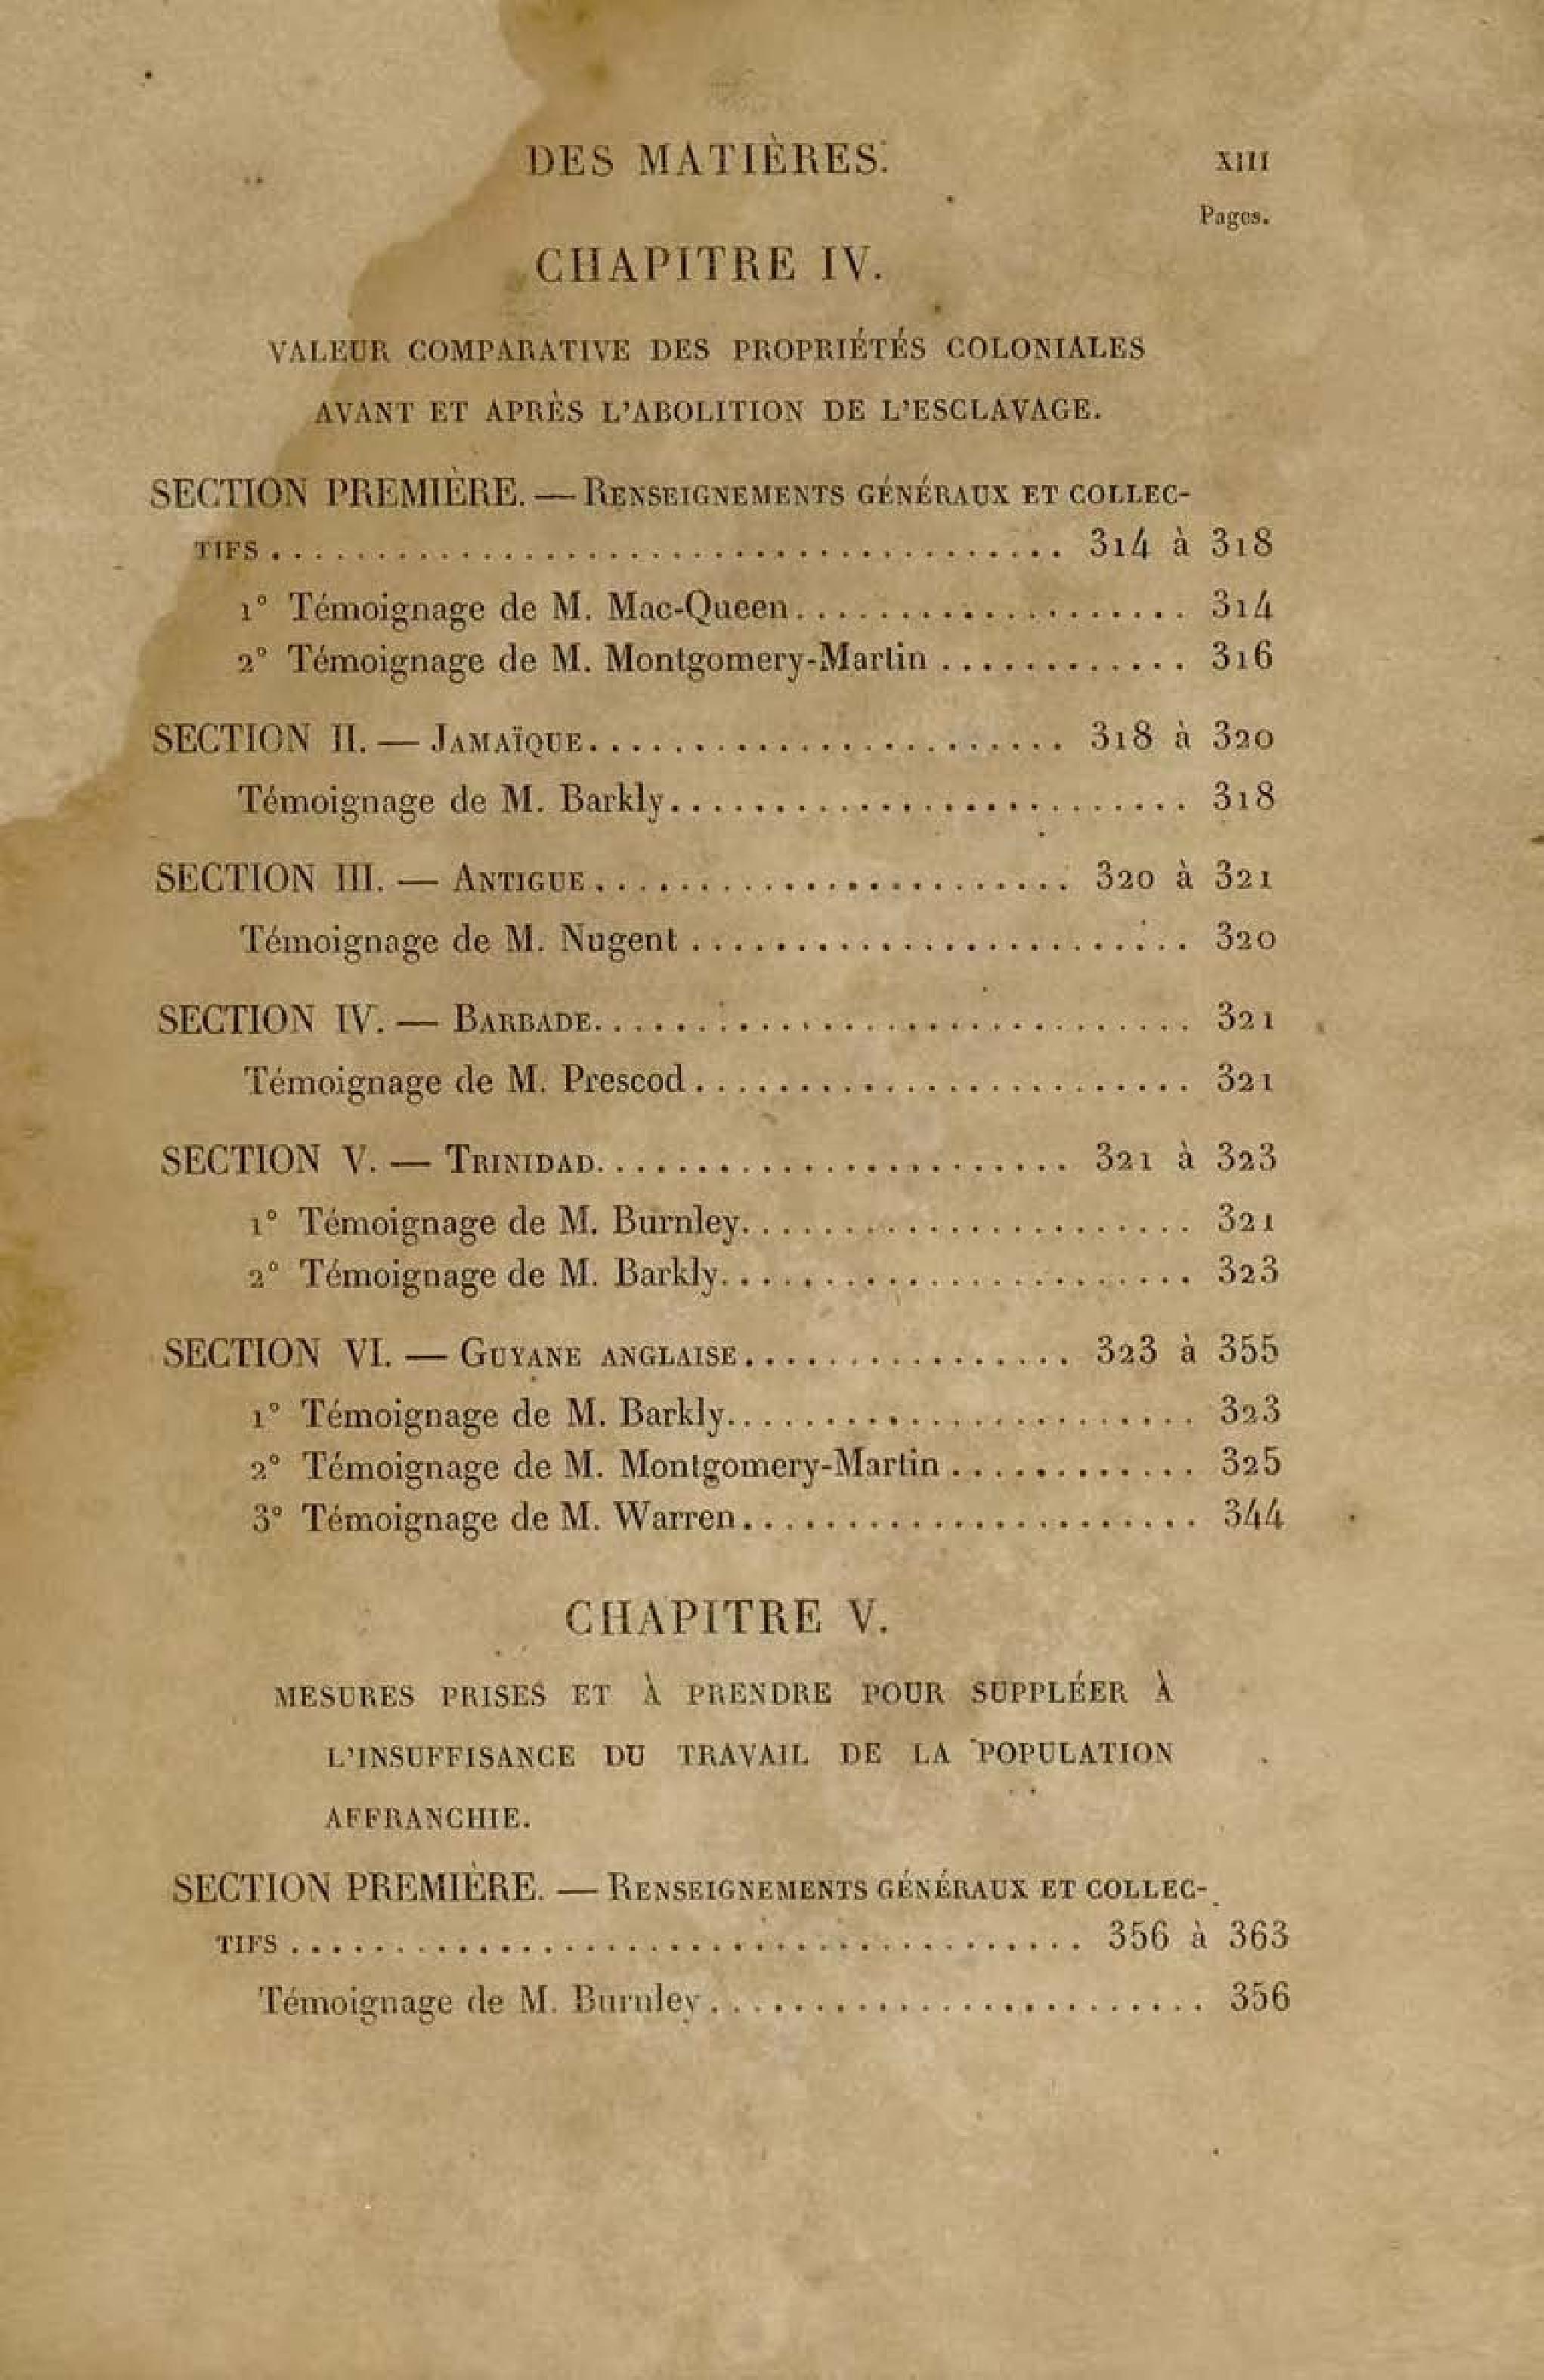 DES MATIÈRES. XIII
Pages.
CHAPITRE IV.
VALEUR COMPARATIVE DES PROPRIÉTÉS COLONIALES
AVANT ET APRÈS L'ABOLITION DE L'ESCLAVAGE.
SECTION PREMIÈRE. — RENSEIGNEMENTS GÉNÉRAUX ET COLLEC-
TIFS . . . . . . . . . . . . . . . . . . . . 314 à 318
1° Témoignage de M. Mac-Queen. . . . . . . . . . . . 314
2° Témoignage de M. Montgomery-Martin . . . . . . . . . . . . 316
SECTION II. — JAMAÏQUE. . . . . . . . . . . . 318 à 320
Témoignage de M. Barkly. . . . . . . . . . . . 318
SECTION III. — ANTIGUE . . . . . . . . . . . . 320 à 321
Témoignage de M. Nugent . . . . . . . . . . . . 320
SECTION IV. — BARBADE. . . . . . . . . . . . 321
Témoignage de M. Prescod . . . . . . . . . . . . 321
SECTION V. — TRINIDAD. . . . . . . . . . . . 321 à 323
1° Témoignage de M. Burnley. . . . . . . . . . . . 321
2° Témoignage de M. Barkly. . . . . . . . . . . . 323
SECTION VI. — GUYANE ANGLAISE. . . . . . . . . . . . 323 à 355
1° Témoignage de M. Barkly. . . . . . . . . . . . 323
2° Témoignage de M. Montgomery-Martin . . . . . . . . . . . . 325
3° Témoignage de M. Warren. . . . . . . . . . . . 344
CHAPITRE V.
MESURES PRISES ET À PRENDRE POUR SUPPLÉER À
L'INSUFFISANCE DU TRAVAIL DE LA POPULATION
AFFRANCHIE.
SECTION PREMIÈRE. — RENSEIGNEMENTS GÉNÉRAUX ET COLLEC-
TIFS . . . . . . . . . . . . . . . . . . . . 356 à 363
Témoignage de M. Burnley . . . . . . . . . . . . 356